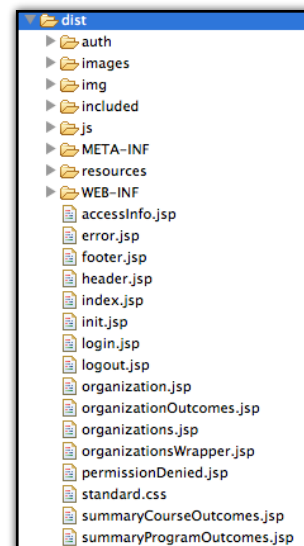 dist
auth
images
img
included
js
META-INF
resources
WEB-INF
accessInfo.jsp
error.jsp
footer.jsp
header.jsp
index.jsp
init.jsp
login.jsp
logout.jsp
organization.jsp
organizationOutcomes.jsp
organizations.jsp
organizationsWrapper.jsp
permissionDenied.jsp
standard.css
summaryCourseOutcomes.jsp
summaryProgramOutcomes.jsp